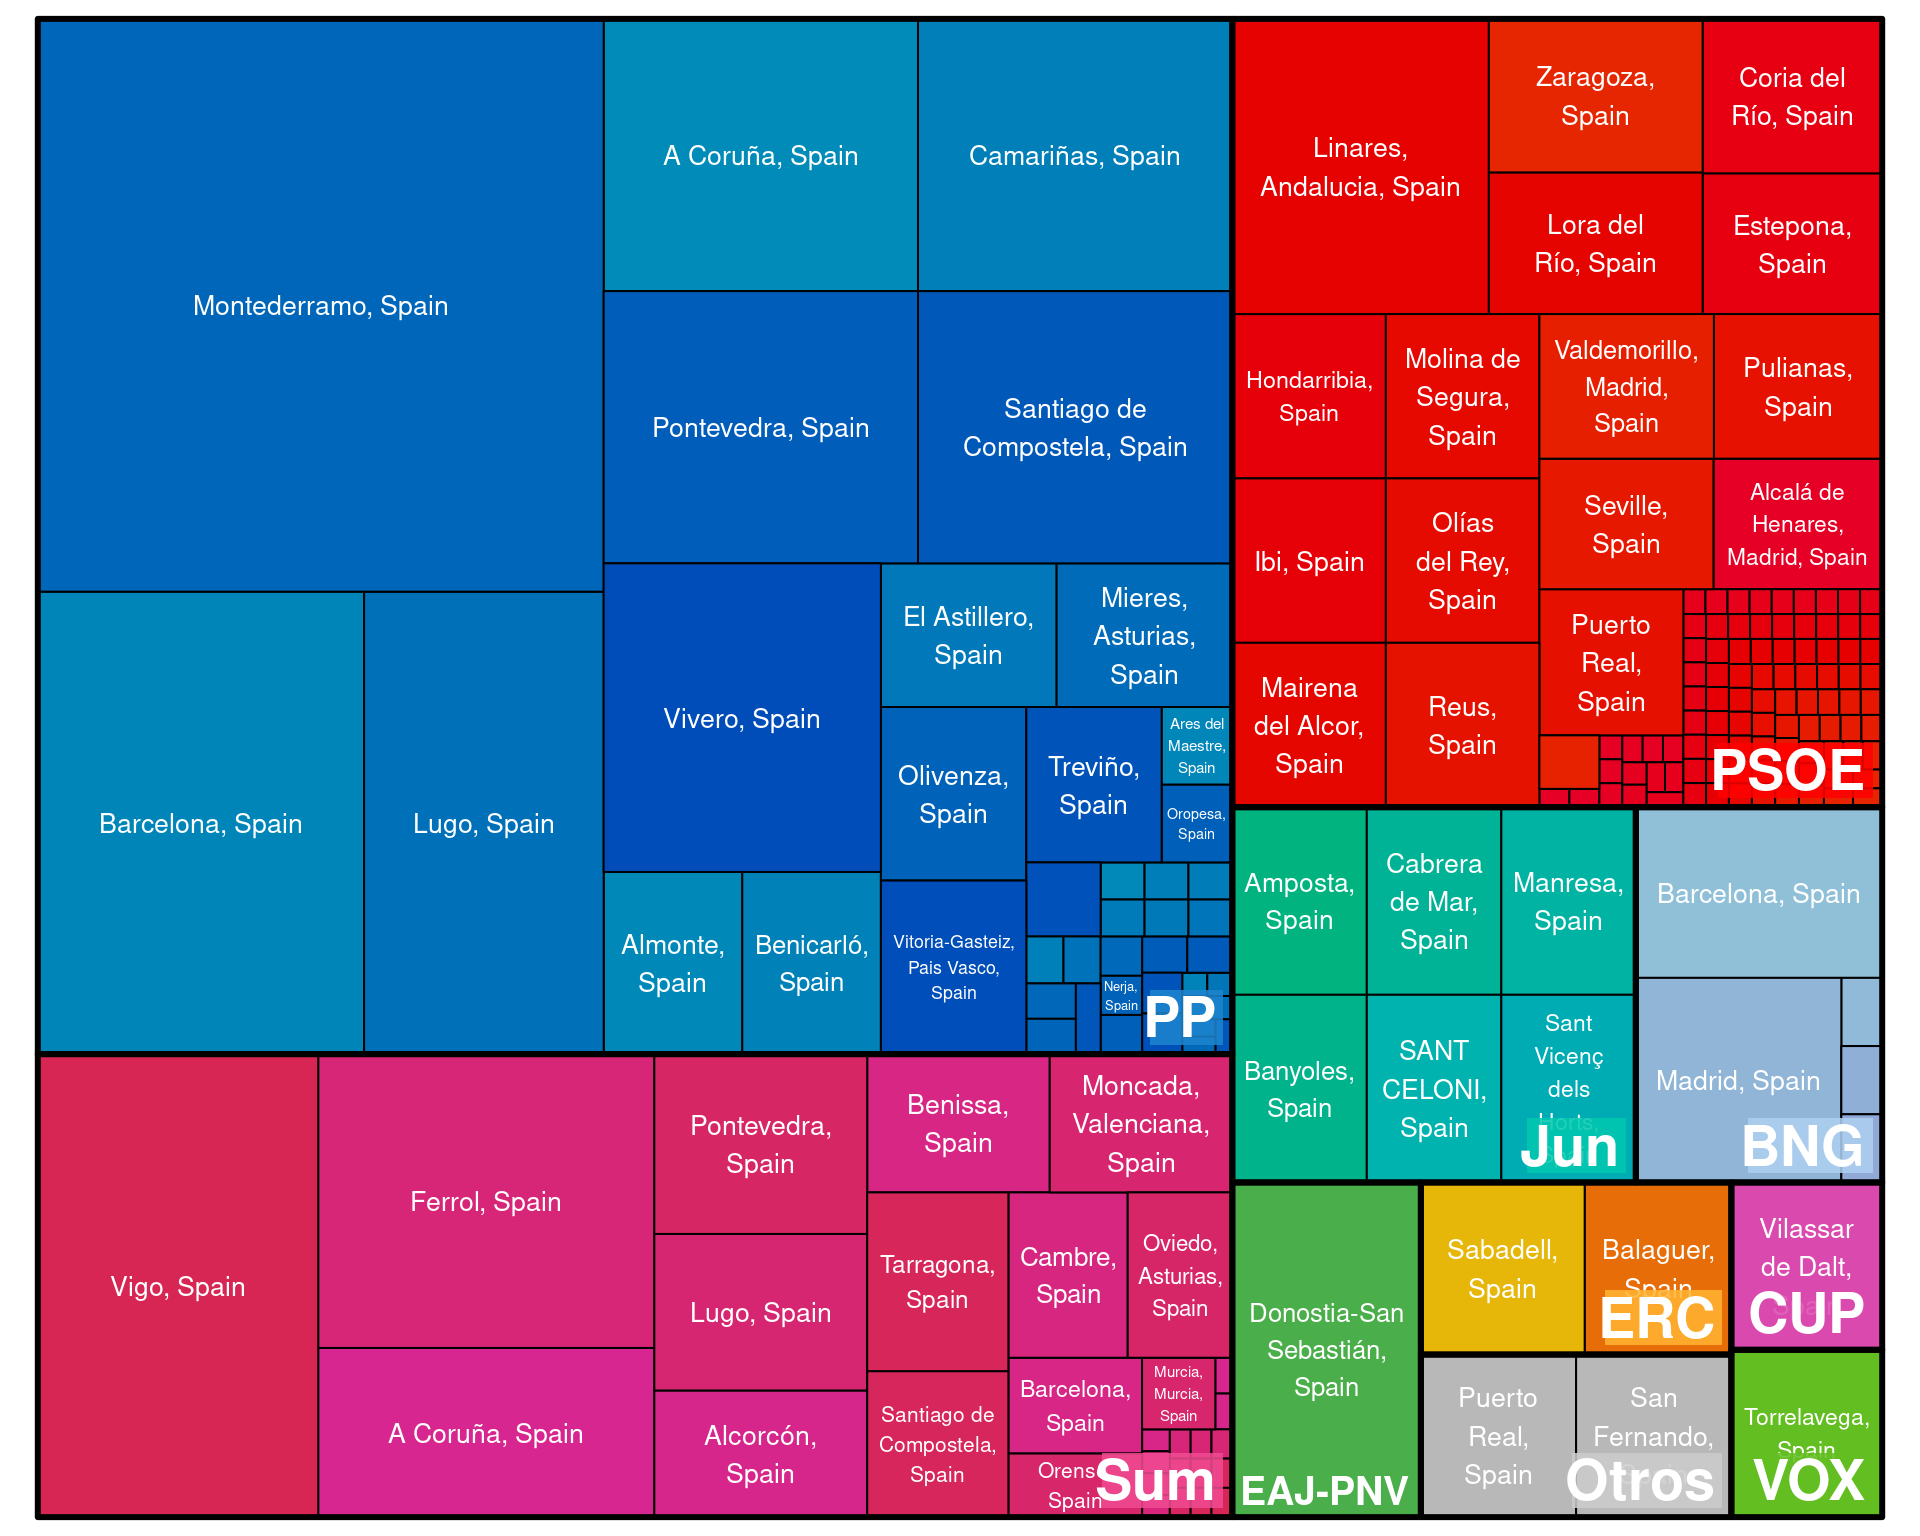 Montederramo, Spain
A Coruña, Spain
Camariñas, Spain
Pontevedra, Spain
Santiago de
Compostela, Spain
Barcelona, Spain
Lugo, Spain
Vivero, Spain
El Astillero,
Spain
Mieres,
Asturias,
Spain
Almonte,
Spain
Benicarló,
Spain
Olivenza,
Spain
Treviño,
Spain
Ares del
Maestre,
Spain
Oropesa,
Spain
Vitoria-Gasteiz,
Pais Vasco,
Spain
Nerja,
Spain
PP
Linares,
Andalucia, Spain
Zaragoza,
Spain
Coria del
Río, Spain
Lora del
Río, Spain
Estepona,
Spain
Hondarribia,
Spain
Molina de
Segura,
Spain
Valdemorillo,
Madrid,
Spain
Pulianas,
Spain
Ibi, Spain
Olías
del Rey,
Spain
Seville,
Spain
Alcalá de
Henares,
Madrid, Spain
Mairena
del Alcor,
Spain
Reus,
Spain
Puerto
Real,
Spain
PSOE
Vigo, Spain
Ferrol, Spain
A Coruña, Spain
Pontevedra,
Spain
Lugo, Spain
Alcorcón,
Spain
Benissa,
Spain
Moncada,
Valenciana,
Spain
Tarragona,
Spain
Cambre,
Spain
Oviedo,
Asturias,
Spain
Santiago de
Compostela,
Spain
Barcelona,
Spain
Murcia,
Murcia,
Spain
Orense,
Spain
Sum
Amposta,
Spain
Cabrera
de Mar,
Spain
Manresa,
Spain
Banyoles,
Spain
SANT
CELONI,
Spain
Sant
Vicenç
dels
Horts,
Jun
Barcelona, Spain
Madrid, Spain
BNG
Donostia-San
Sebastián,
Spain
EAJ-PNV
Sabadell,
Spain
Balaguer,
Spain
ERC
Vilassar
de Dalt,
CUP
Puerto
Real,
Spain
San
Fernando,
Otros
Torrelavega,
Spain
VOX